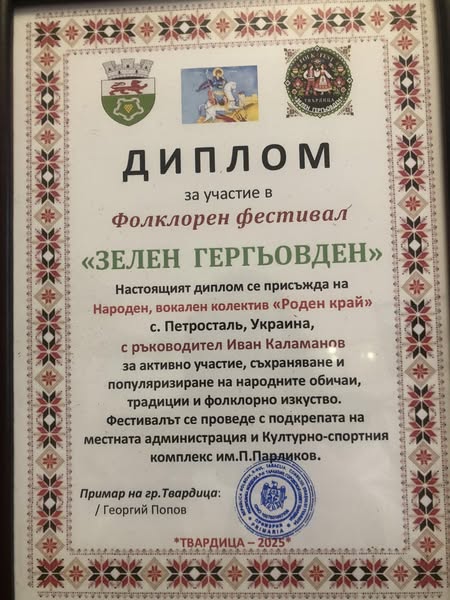 ТВЪРДИЦА
ДИПЛОМ
за участие в
Фолклорен фестивал
«ЗЕЛЕН ГЕРГЬОВДЕН»
Настоящият диплом се присъжда на
Народен, вокален колектив «Роден край»
с. Петросталь, Украина,
с ръководител Иван Каламанов
за активно участие, съхраняване и
популяризиране на народните обичаи,
традиции и фолклорно изкуство.
Фестивалът се проведе с подкрепата на
местната администрация и Културно-спортния
комплекс им.П.Парликов.
Примар на гр.Твардица:
/ Георгий Попов
PRIMARIA
*ТВАРДИЦА – 2025*